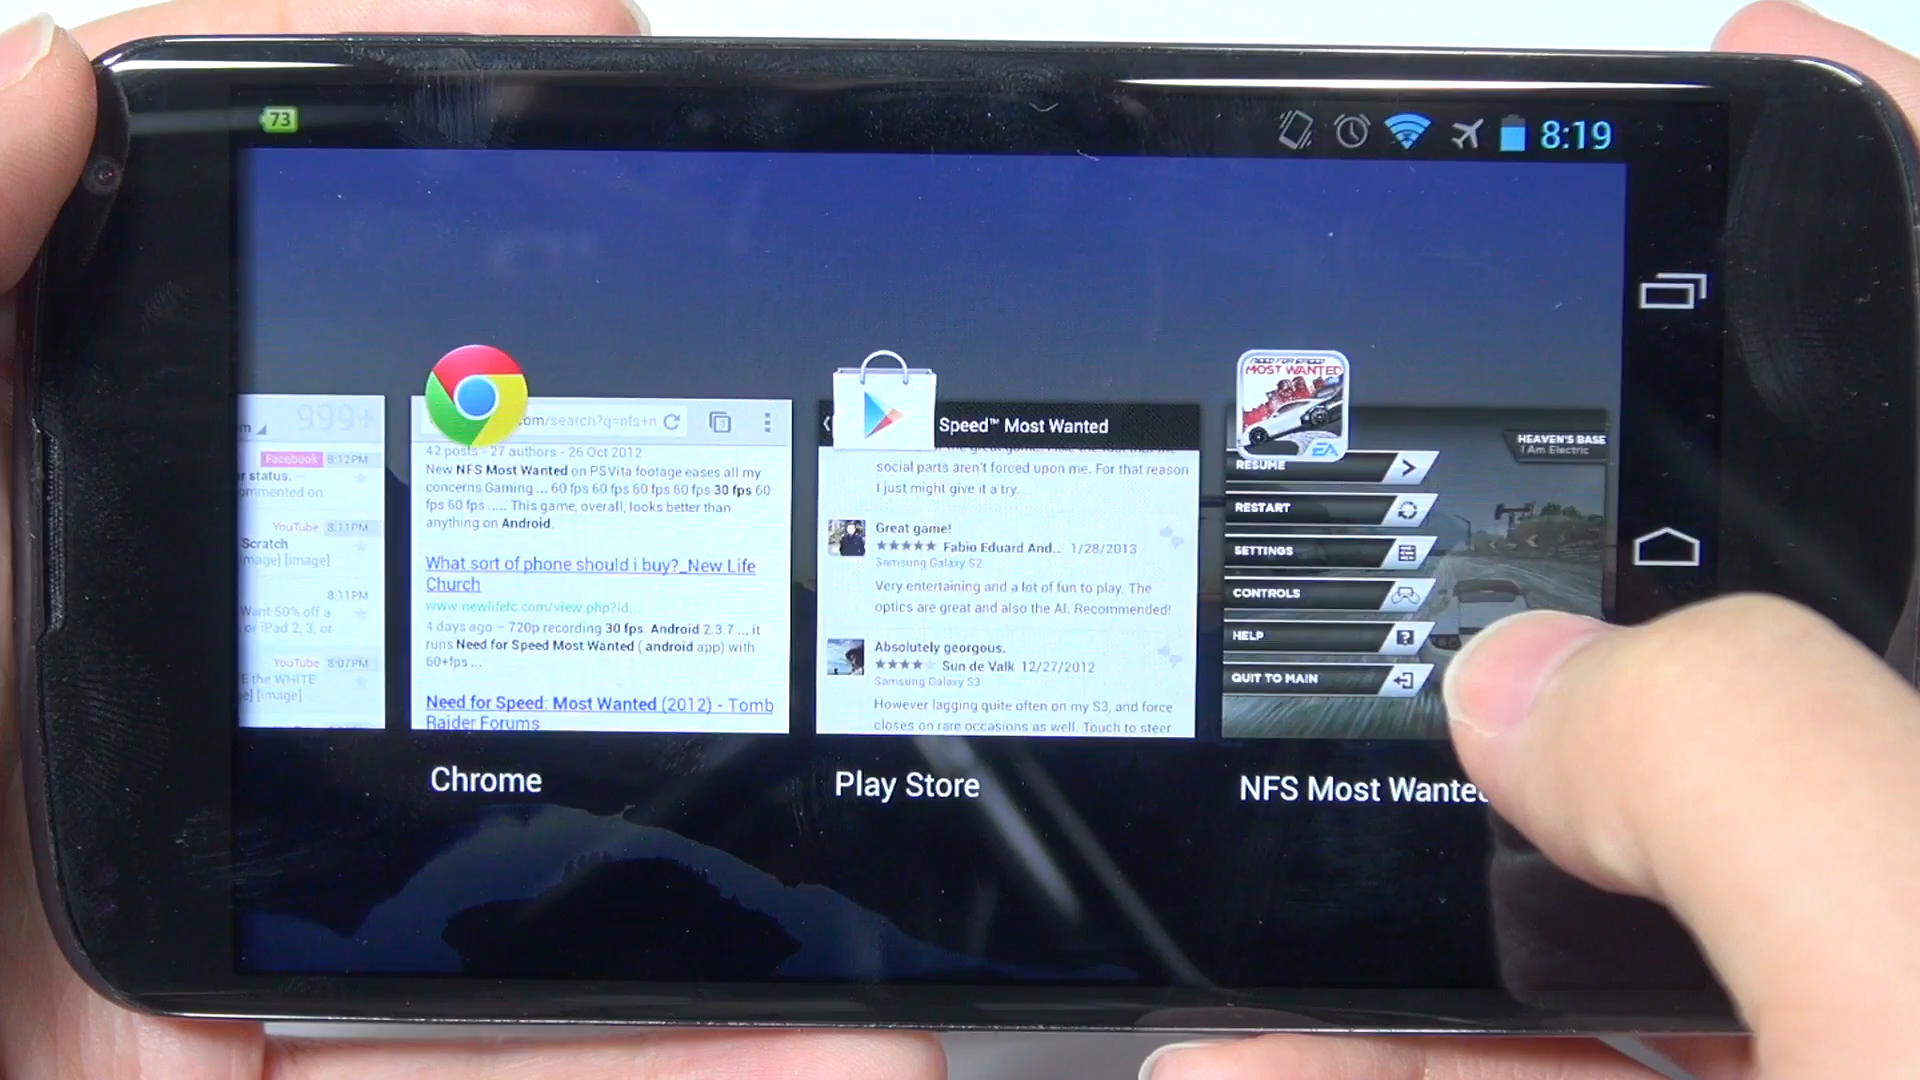 73
8:19
999+
m
Facebook 8:12PM
r status. –
mmented on
YouTube 8:11PM
Scratch
mage] [image]
8:11PM
Want 50% off a
or iPad 2, 3, or
YouTube 8:07PM
E the WHITE
e] [image]
om/search?q=nfs+n
42 posts - 27 authors - 26 Oct 2012
New NFS Most Wanted on PSVita footage eases all my
concerns Gaming ... 60 fps 60 fps 60 fps 60 fps 30 fps 60
fps 60 fps ..... This game, overall, looks better than
anything on Android.
What sort of phone should i buy?_New Life
Church
www.newlifelc.com/view.php?id...
4 days ago – 720p recording 30 fps. Android 2.3.7 ... it
runs Need for Speed Most Wanted ( android app) with
60+fps ...
Need for Speed: Most Wanted (2012) - Tomb
Raider Forums
Chrome
Speed™ Most Wanted
social parts aren't forced upon me. For that reason
I just might give it a try.
Great game!
Fabio Eduard And.. 1/28/2013
Samsung Galaxy S2
Very entertaining and a lot of fun to play. The
optics are great and also the AI. Recommended!
Absolutely georgous.
Sun de Valk 12/27/2012
Samsung Galaxy S3
However lagging quite often on my S3, and force
closes on rare occasions as well. Touch to steer
Play Store
NEED FOR SPEED
MOST WANTED
EA
HEAVEN'S BASE
I Am Electric
RESUME
RESTART
SETTINGS
CONTROLS
HELP
QUIT TO MAIN
NFS Most Wanted